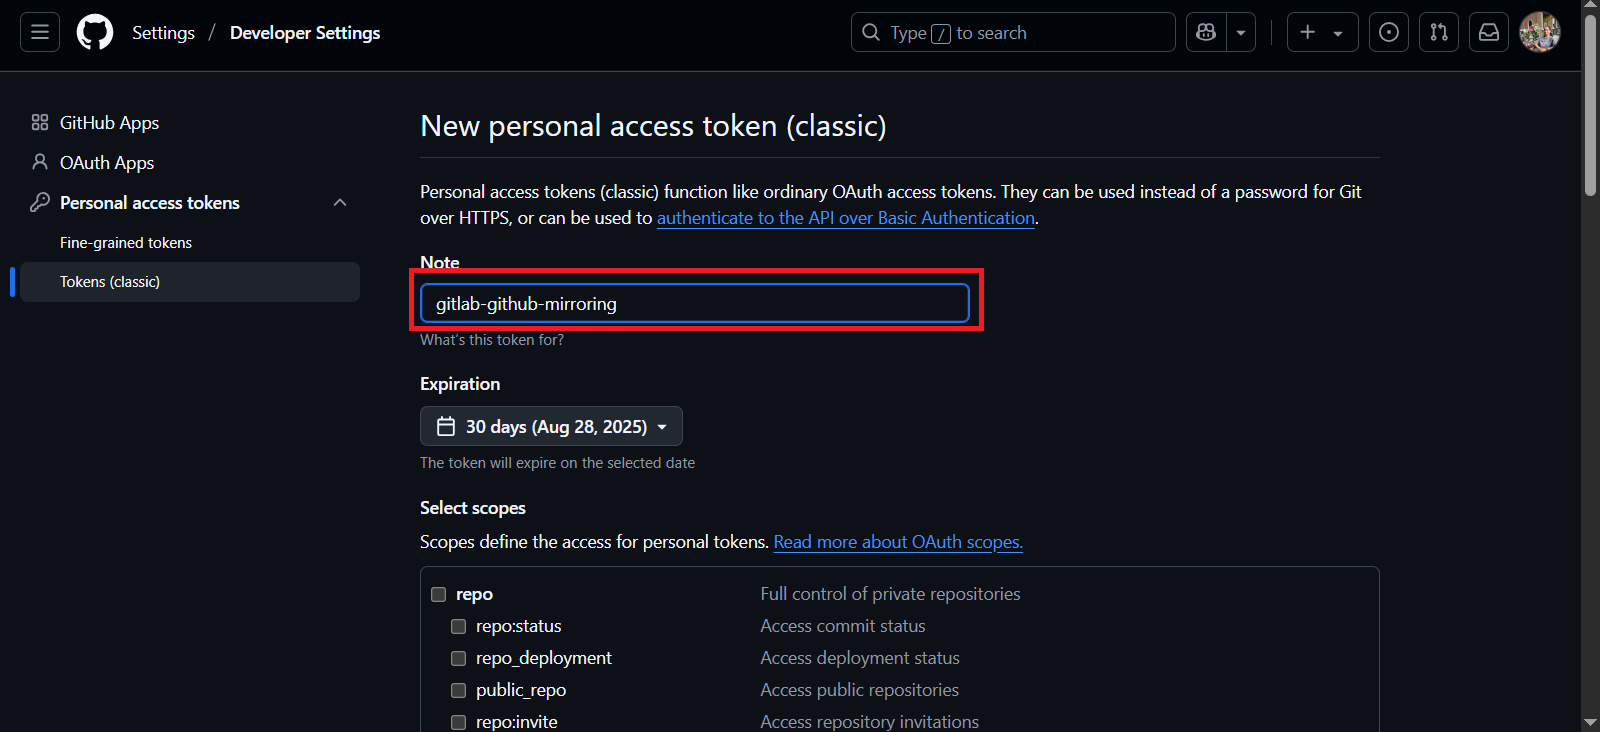 Settings / Developer Settings
Type / to search
GitHub Apps
OAuth Apps
Personal access tokens
Fine-grained tokens
Tokens (classic)
New personal access token (classic)
Personal access tokens (classic) function like ordinary OAuth access tokens. They can be used instead of a password for Git
over HTTPS, or can be used to authenticate to the API over Basic Authentication.
Note
gitlab-github-mirroring
What's this token for?
Expiration
30 days (Aug 28, 2025)
The token will expire on the selected date
Select scopes
Scopes define the access for personal tokens. Read more about OAuth scopes.
repo Full control of private repositories
repo:status Access commit status
repo_deployment Access deployment status
public_repo Access public repositories
repo:invite Access repository invitations